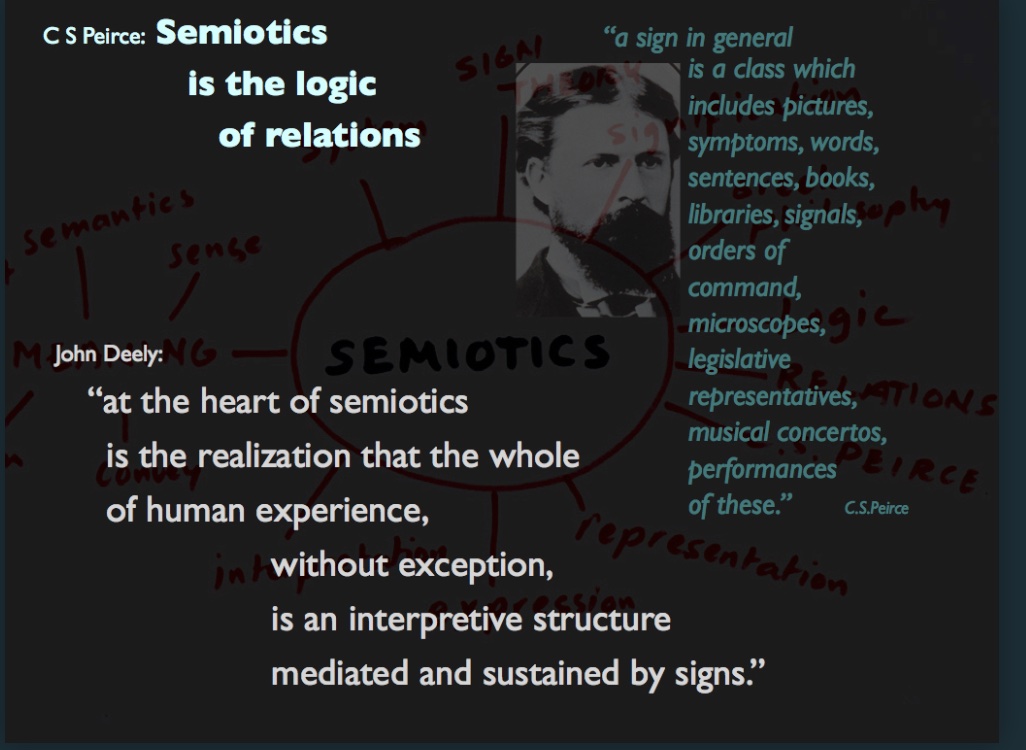 C S Peirce: Semiotics
is the logic
of relations
“a sign in general
is a class which
includes pictures,
symptoms, words,
sentences, books,
libraries, signals,
orders of
command,
microscopes,
legislative
representatives,
musical concertos,
performances
of these.” C.S.Peirce
John Deely:
“at the heart of semiotics
is the realization that the whole
of human experience,
without exception,
is an interpretive structure
mediated and sustained by signs.”
SIGN
THEORY
system
semantics
sense
MEANING
convey
SEMIOTICS
philosophy
Logic
RELATIONS
C.S. PEIRCE
representation
interpretation
expression